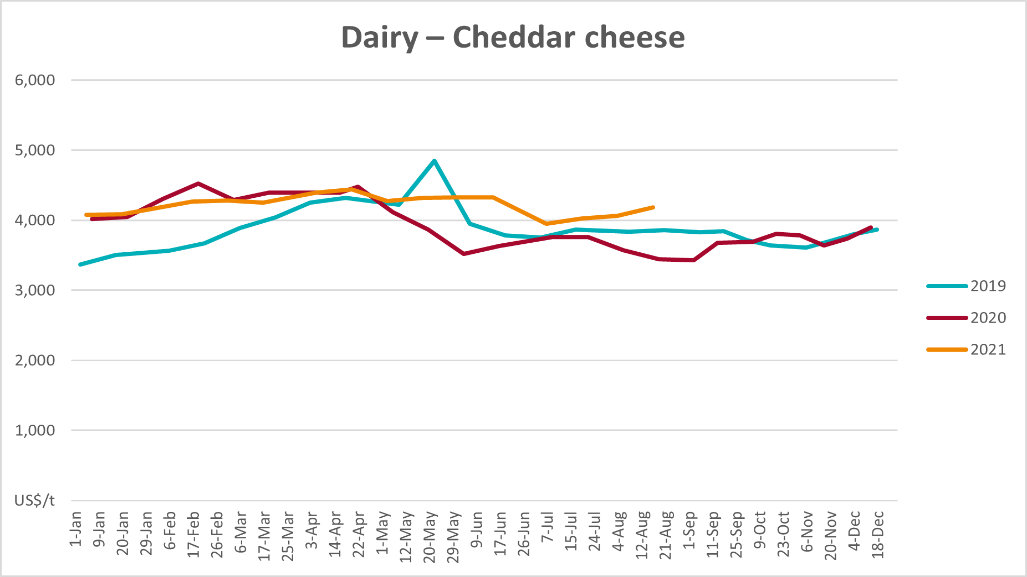 Dairy – Cheddar cheese
6,000
5,000
4,000
3,000
2,000
1,000
US$/t
1-Jan
9-Jan
20-Jan
29-Jan
6-Feb
17-Feb
26-Feb
6-Mar
17-Mar
25-Mar
3-Apr
14-Apr
22-Apr
1-May
12-May
20-May
29-May
9-Jun
17-Jun
26-Jun
7-Jul
15-Jul
24-Jul
4-Aug
12-Aug
21-Aug
1-Sep
11-Sep
25-Sep
9-Oct
23-Oct
6-Nov
20-Nov
4-Dec
18-Dec
2019
2020
2021